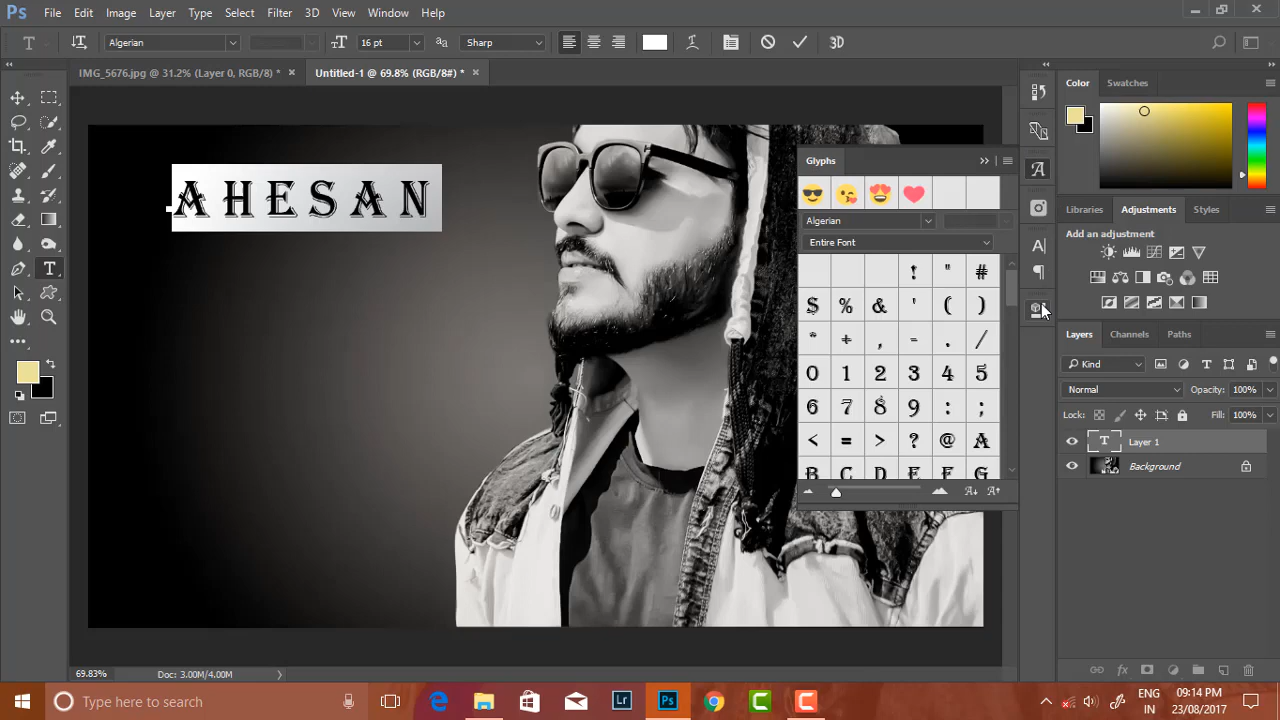 Ps File Edit Image Layer Type Select Filter 3D View Window Help
T Algerian 16 pt aa Sharp 3D
IMG_5676.jpg @ 31.2% (Layer 0, RGB/8) * × Untitled-1 @ 69.8% (RGB/8#) * ×
Color Swatches
AHESAN
Glyphs
Algerian
Entire Font
! " #
$ % & ' ( )
* + , - . /
0 1 2 3 4 5
6 7 8 9 : ;
< = > ? @ A
B C D E F G
Libraries Adjustments Styles
Add an adjustment
Layers Channels Paths
Kind
Normal Opacity: 100%
Lock: Fill: 100%
T Layer 1
Background
69.83% Doc: 3.00M/4.00M
Type here to search
Lr Ps
ENG 09:14 PM
IN 23/08/2017